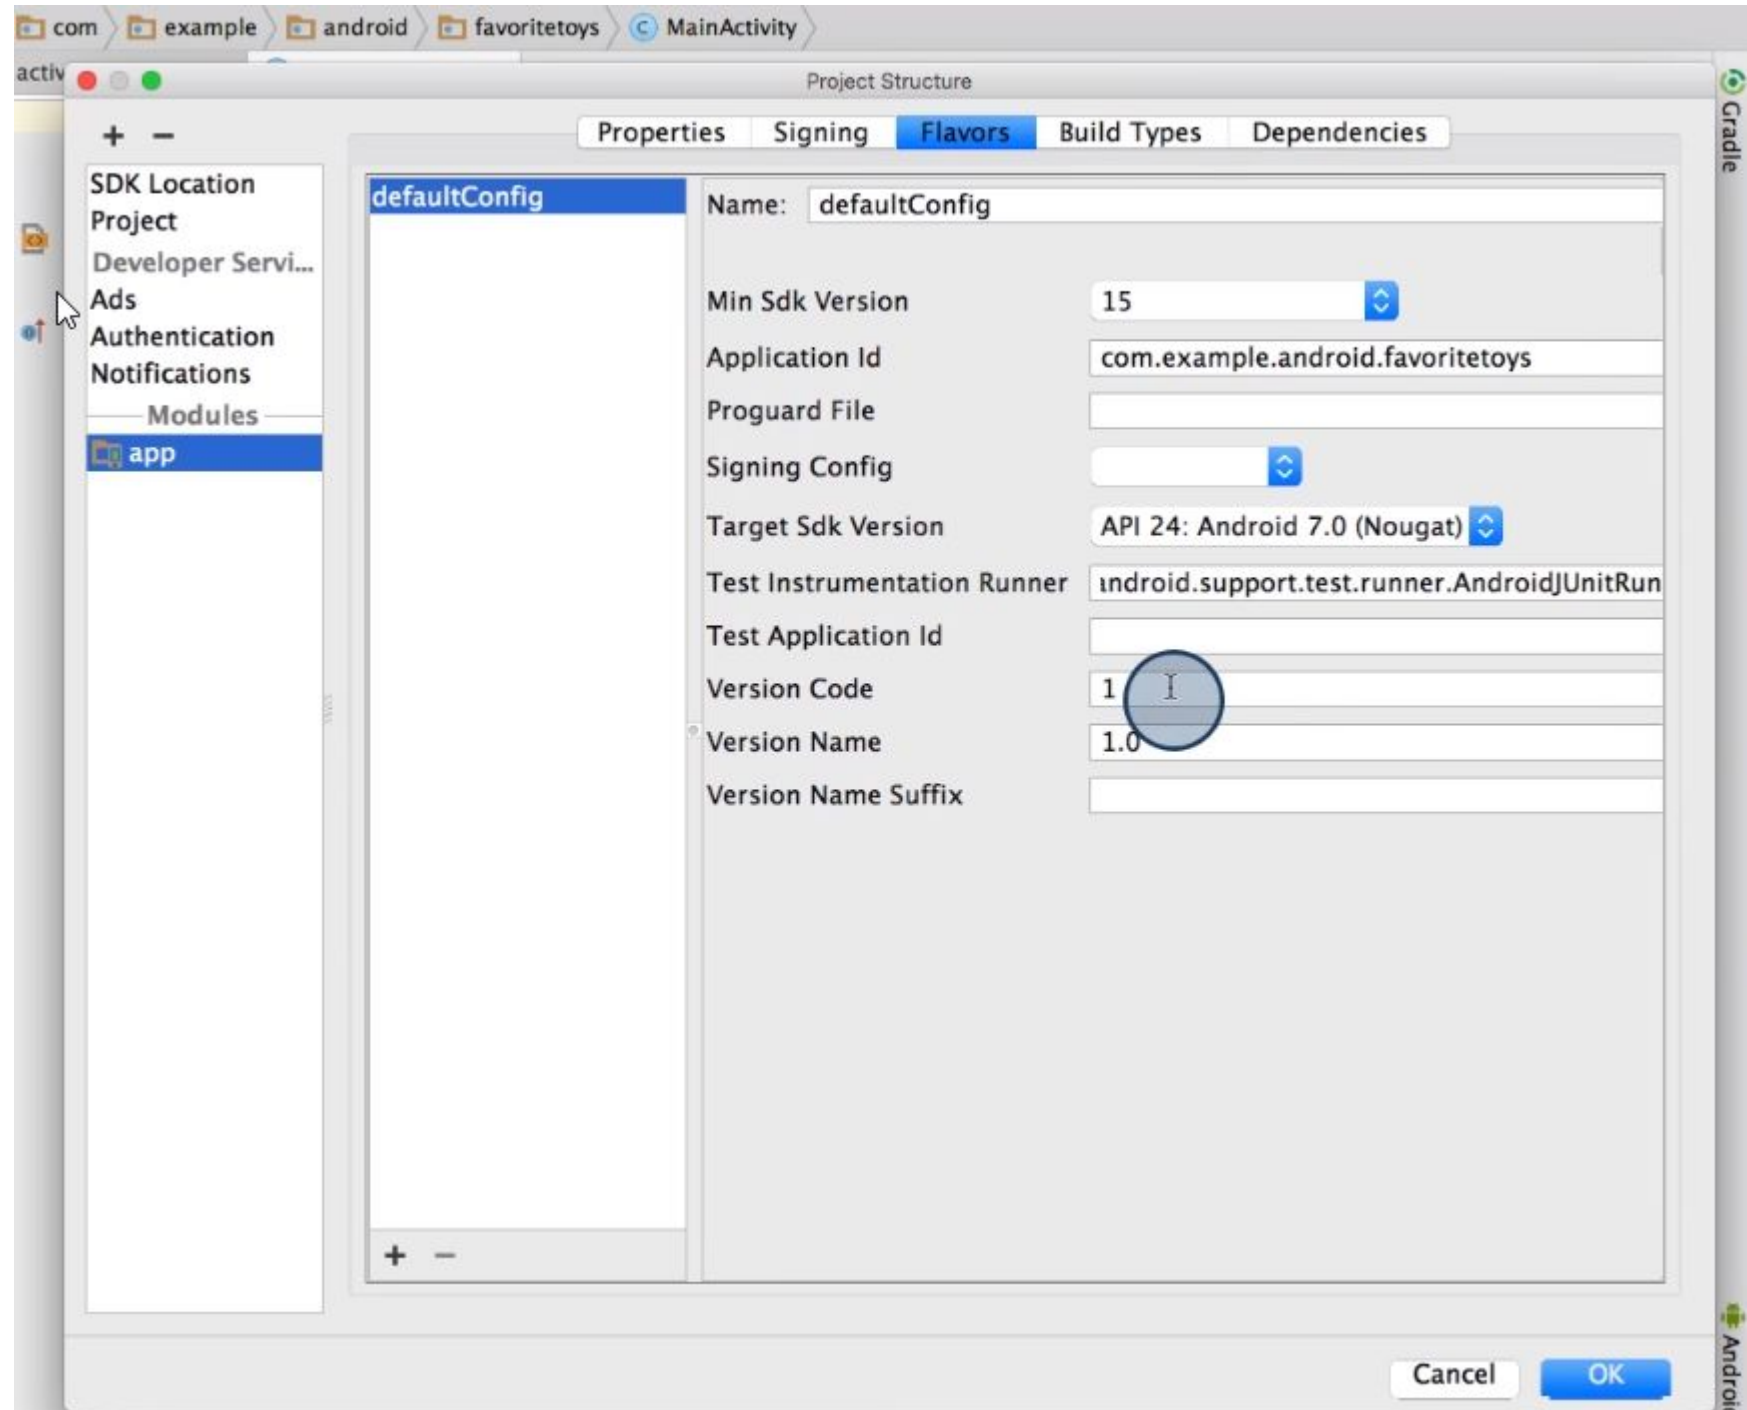 com example android favoritetoys MainActivity
activ
Project Structure
Gradle
Properties Signing Flavors Build Types Dependencies
SDK Location
Project
Developer Servi...
Ads
Authentication
Notifications
Modules
app
defaultConfig
Name: defaultConfig
Min Sdk Version 15
Application Id com.example.android.favoritetoys
Proguard File
Signing Config
Target Sdk Version API 24: Android 7.0 (Nougat)
Test Instrumentation Runner android.support.test.runner.AndroidJUnitRun
Test Application Id
Version Code 1
Version Name 1.0
Version Name Suffix
Cancel OK
Androi